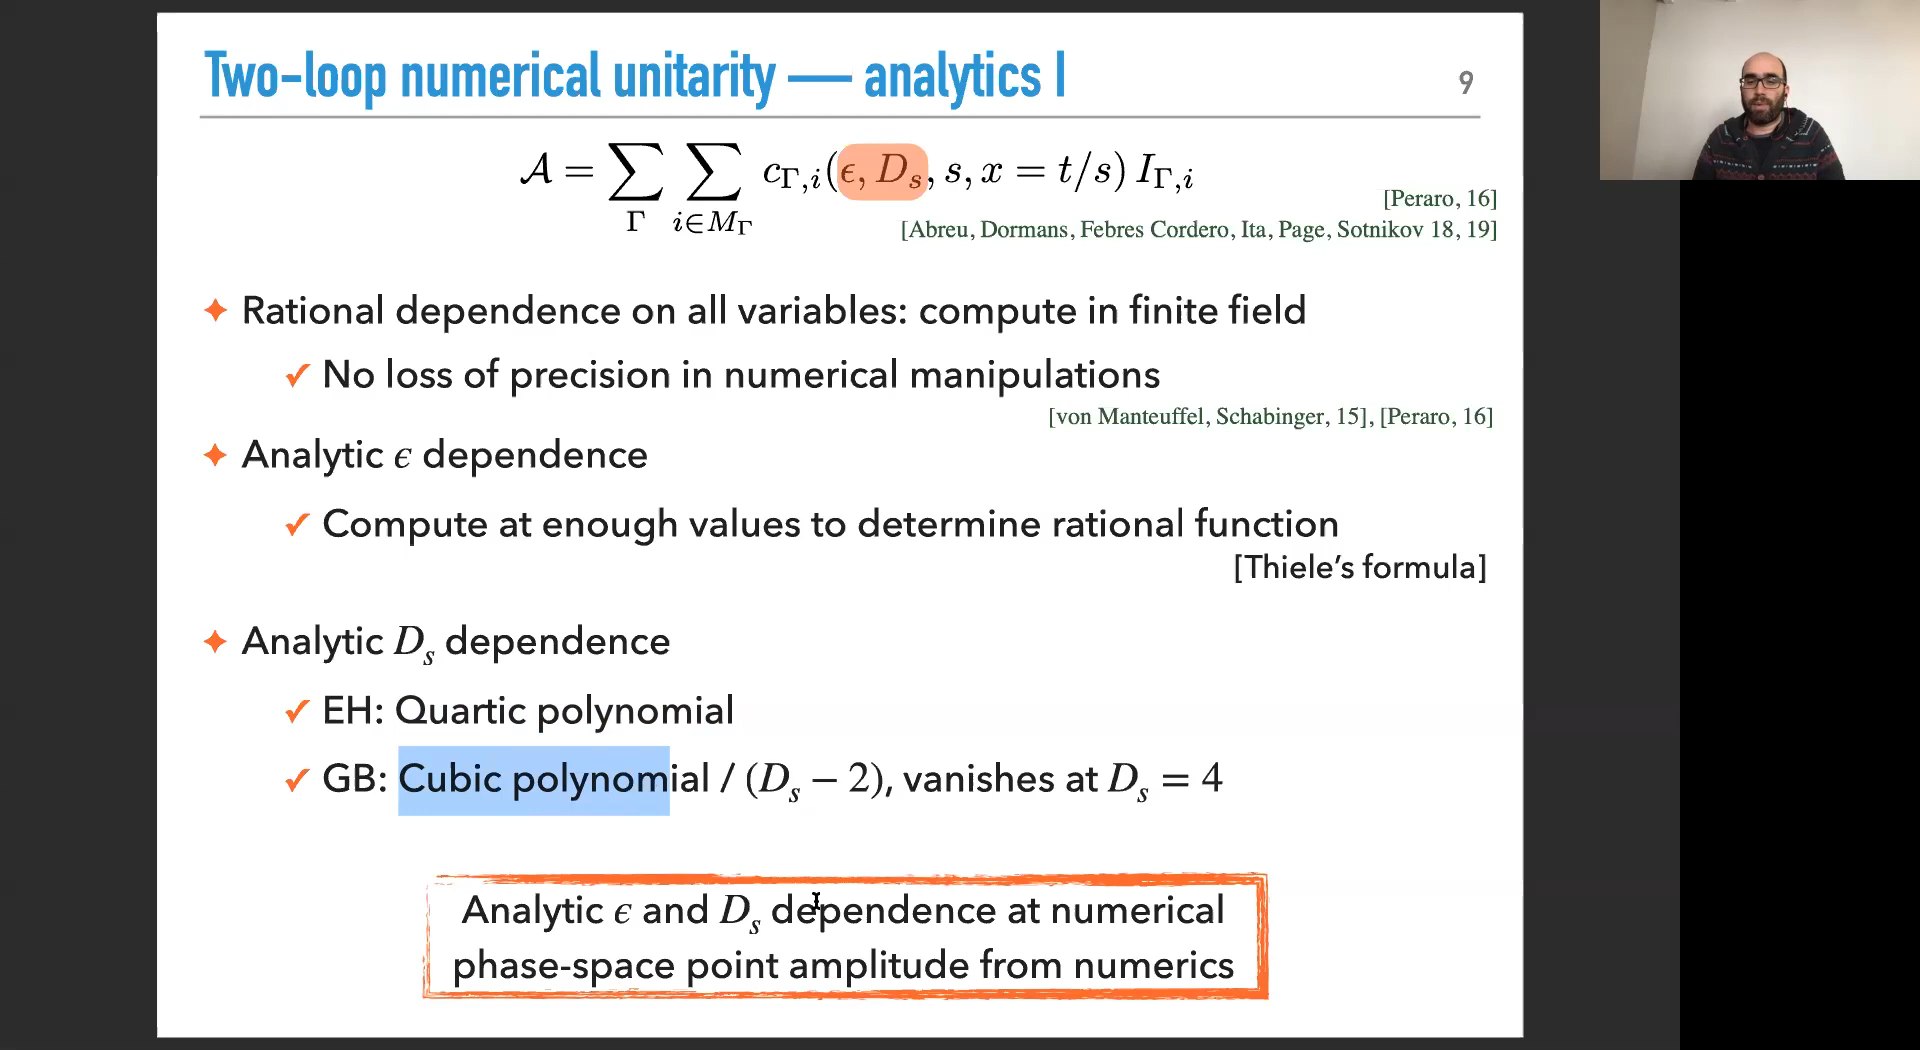 Two-loop numerical unitarity — analytics I
9
𝒜 = ∑_Γ ∑_{i∈M_Γ} c_{Γ,i}(ϵ, D_s, s, x = t/s) I_{Γ,i}
[Peraro, 16]
[Abreu, Dormans, Febres Cordero, Ita, Page, Sotnikov 18, 19]
✦ Rational dependence on all variables: compute in finite field
✓ No loss of precision in numerical manipulations
[von Manteuffel, Schabinger, 15], [Peraro, 16]
✦ Analytic ϵ dependence
✓ Compute at enough values to determine rational function
[Thiele’s formula]
✦ Analytic D_s dependence
✓ EH: Quartic polynomial
✓ GB: Cubic polynomial / (D_s − 2), vanishes at D_s = 4
Analytic ϵ and D_s dependence at numerical
phase-space point amplitude from numerics